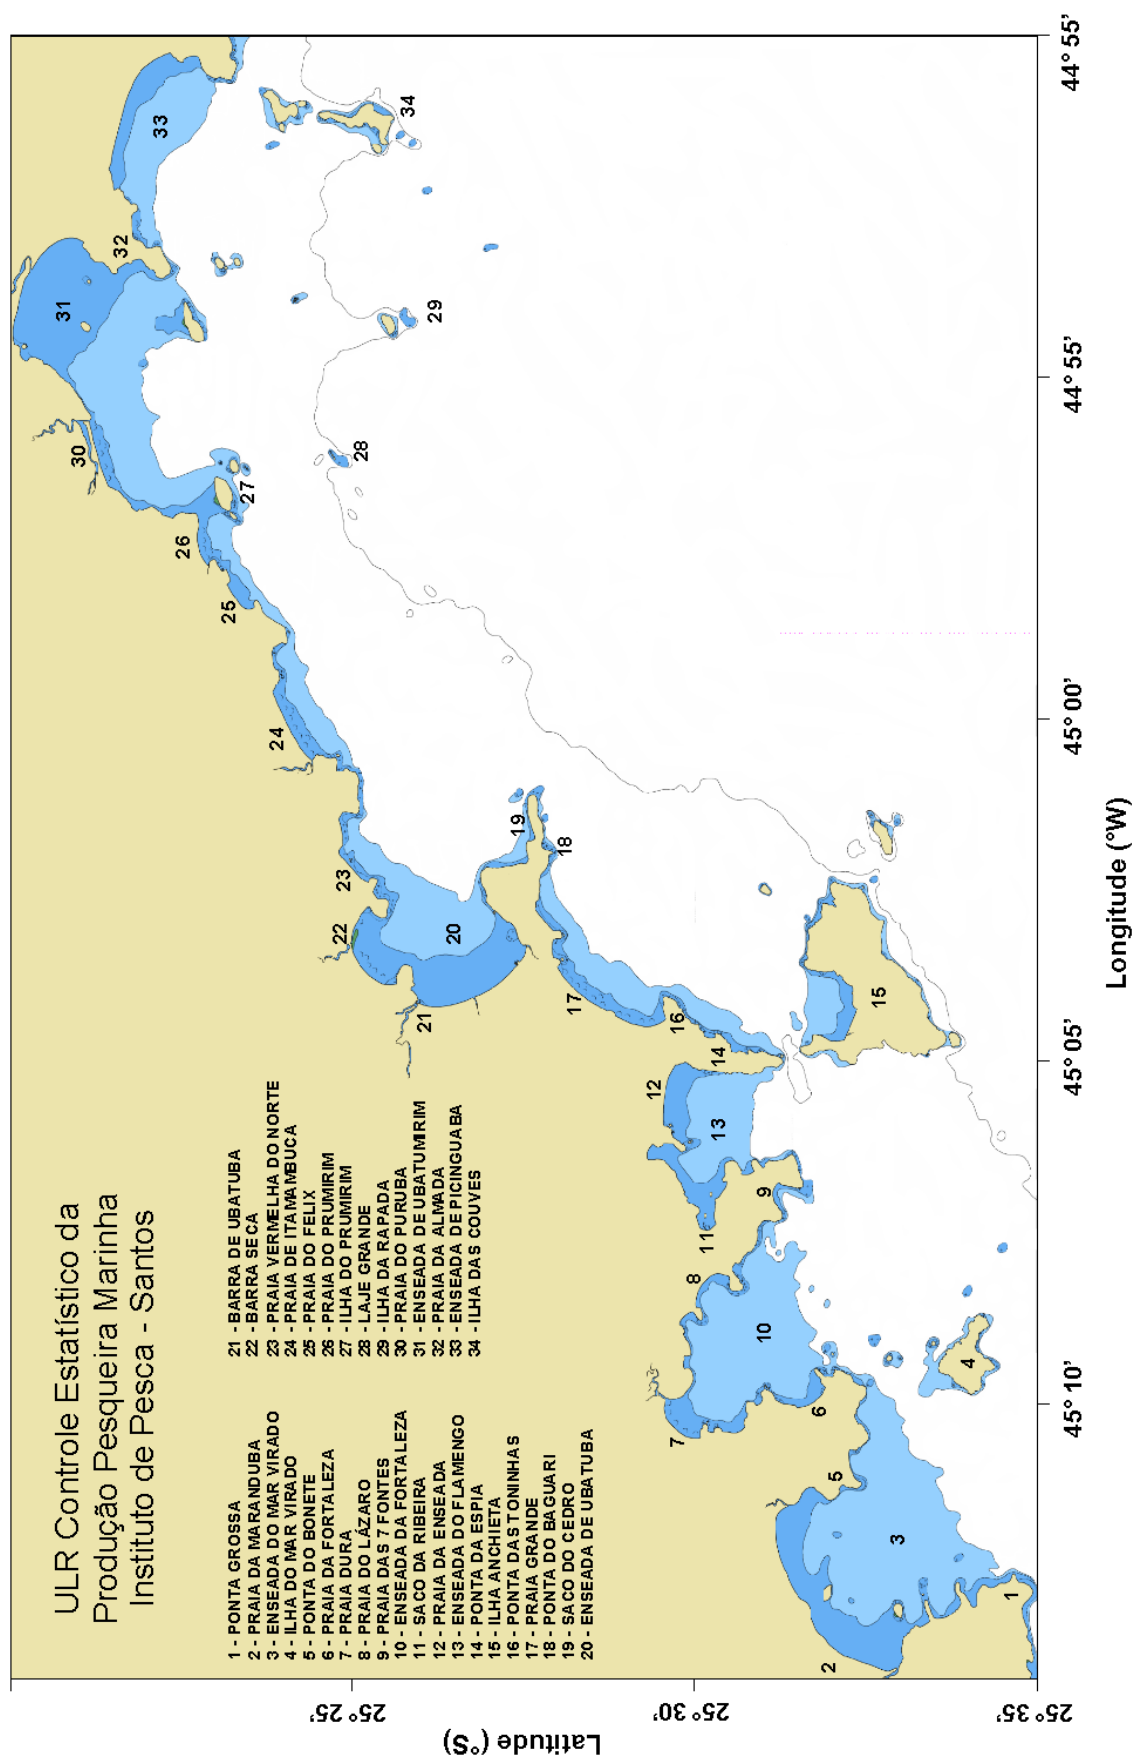 ULR Controle Estatístico da
Produção Pesqueira Marinha
Instituto de Pesca - Santos
1 - PONTA GROSSA
2 - PRAIA DA MARANDUBA
3 - ENSEADA DO MAR VIRADO
4 - ILHA DO MAR VIRADO
5 - PONTA DO BONETE
6 - PRAIA DA FORTALEZA
7 - PRAIA DURA
8 - PRAIA DO LÁZARO
9 - PRAIA DAS 7 FONTES
10 - ENSEADA DA FORTALEZA
11 - SACO DA RIBEIRA
12 - PRAIA DA ENSEADA
13 - ENSEADA DO FLAMENGO
14 - PONTA DA ESPIA
15 - ILHA ANCHIETA
16 - PONTA DAS TONINHAS
17 - PRAIA GRANDE
18 - PONTA DO BAGUARI
19 - SACO DO CEDRO
20 - ENSEADA DE UBATUBA
21 - BARRA DE UBATUBA
22 - BARRA SECA
23 - PRAIA VERMELHA DO NORTE
24 - PRAIA DE ITAMAMBUCA
25 - PRAIA DO FELIX
26 - PRAIA DO PRUMIRIM
27 - ILHA DO PRUMIRIM
28 - LAJE GRANDE
29 - ILHA DA RAPADA
30 - PRAIA DO PURUBA
31 - ENSEADA DE UBATUMIRIM
32 - PRAIA DA ALMADA
33 - ENSEADA DE PICINGUABA
34 - ILHA DAS COUVES
1
2
3
4
5
6
7
8
9
10
11
12
13
14
15
16
17
18
19
20
21
22
23
24
25
26
27
28
29
30
31
32
33
34
Latitude (°S)
25° 25'
25° 30'
25° 35'
45° 10'
45° 05'
45° 00'
44° 55'
44° 55'
Longitude (°W)